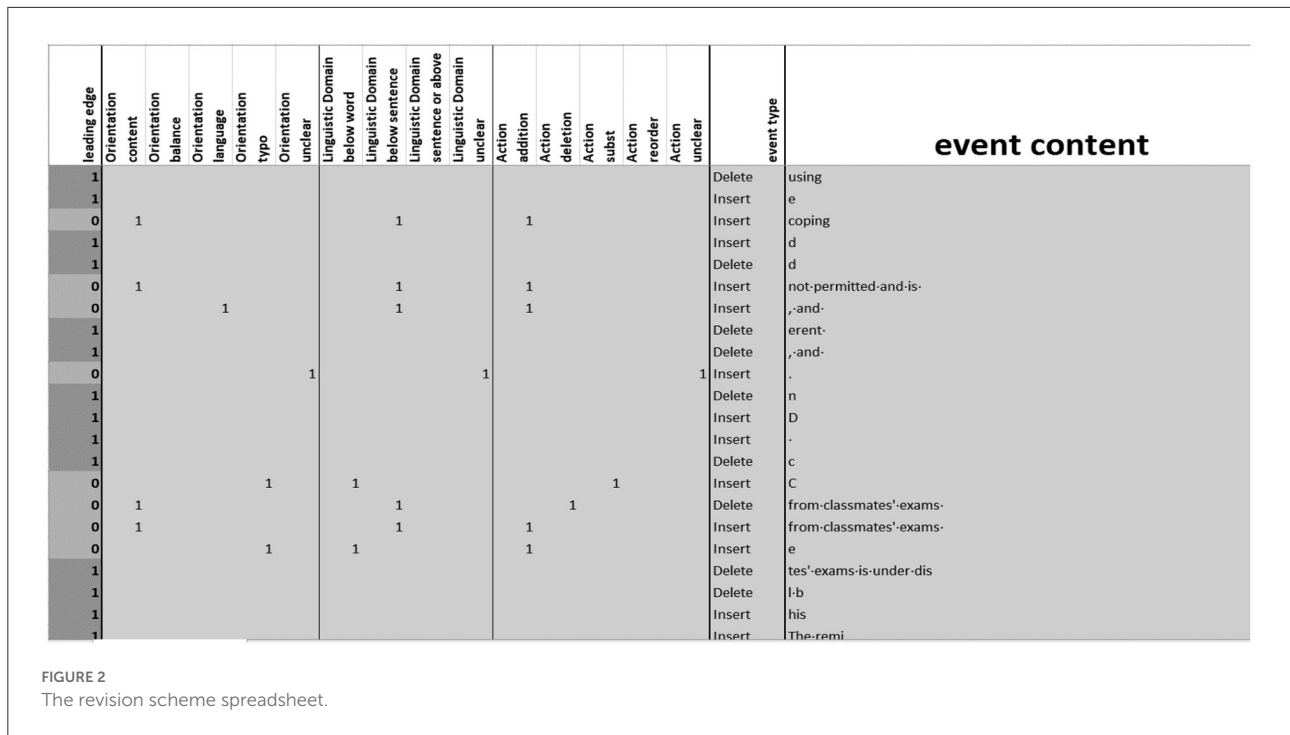 leading edge
Orientation
content
Orientation
balance
Orientation
language
Orientation
typo
Orientation
unclear
Linguistic Domain
below word
Linguistic Domain
below sentence
Linguistic Domain
sentence or above
Linguistic Domain
unclear
Action
addition
Action
deletion
Action
subst
Action
reorder
Action
unclear
event type
event content
1 Delete using
1 Insert e
0 1 1 1 Insert coping
1 Insert d
1 Delete d
0 1 1 1 Insert not·permitted·and·is·
0 1 1 1 Insert ,·and·
1 Delete erent·
1 Delete ,·and·
0 1 1 1 Insert .
1 Delete n
1 Insert D
1 Insert ·
1 Delete c
0 1 1 1 Insert C
0 1 1 1 Delete from·classmates'·exams·
0 1 1 1 Insert from·classmates'·exams·
0 1 1 1 Insert e
1 Delete tes'·exams·is·under·dis
1 Delete l·b
1 Insert his
1 Insert The·remi
FIGURE 2
The revision scheme spreadsheet.